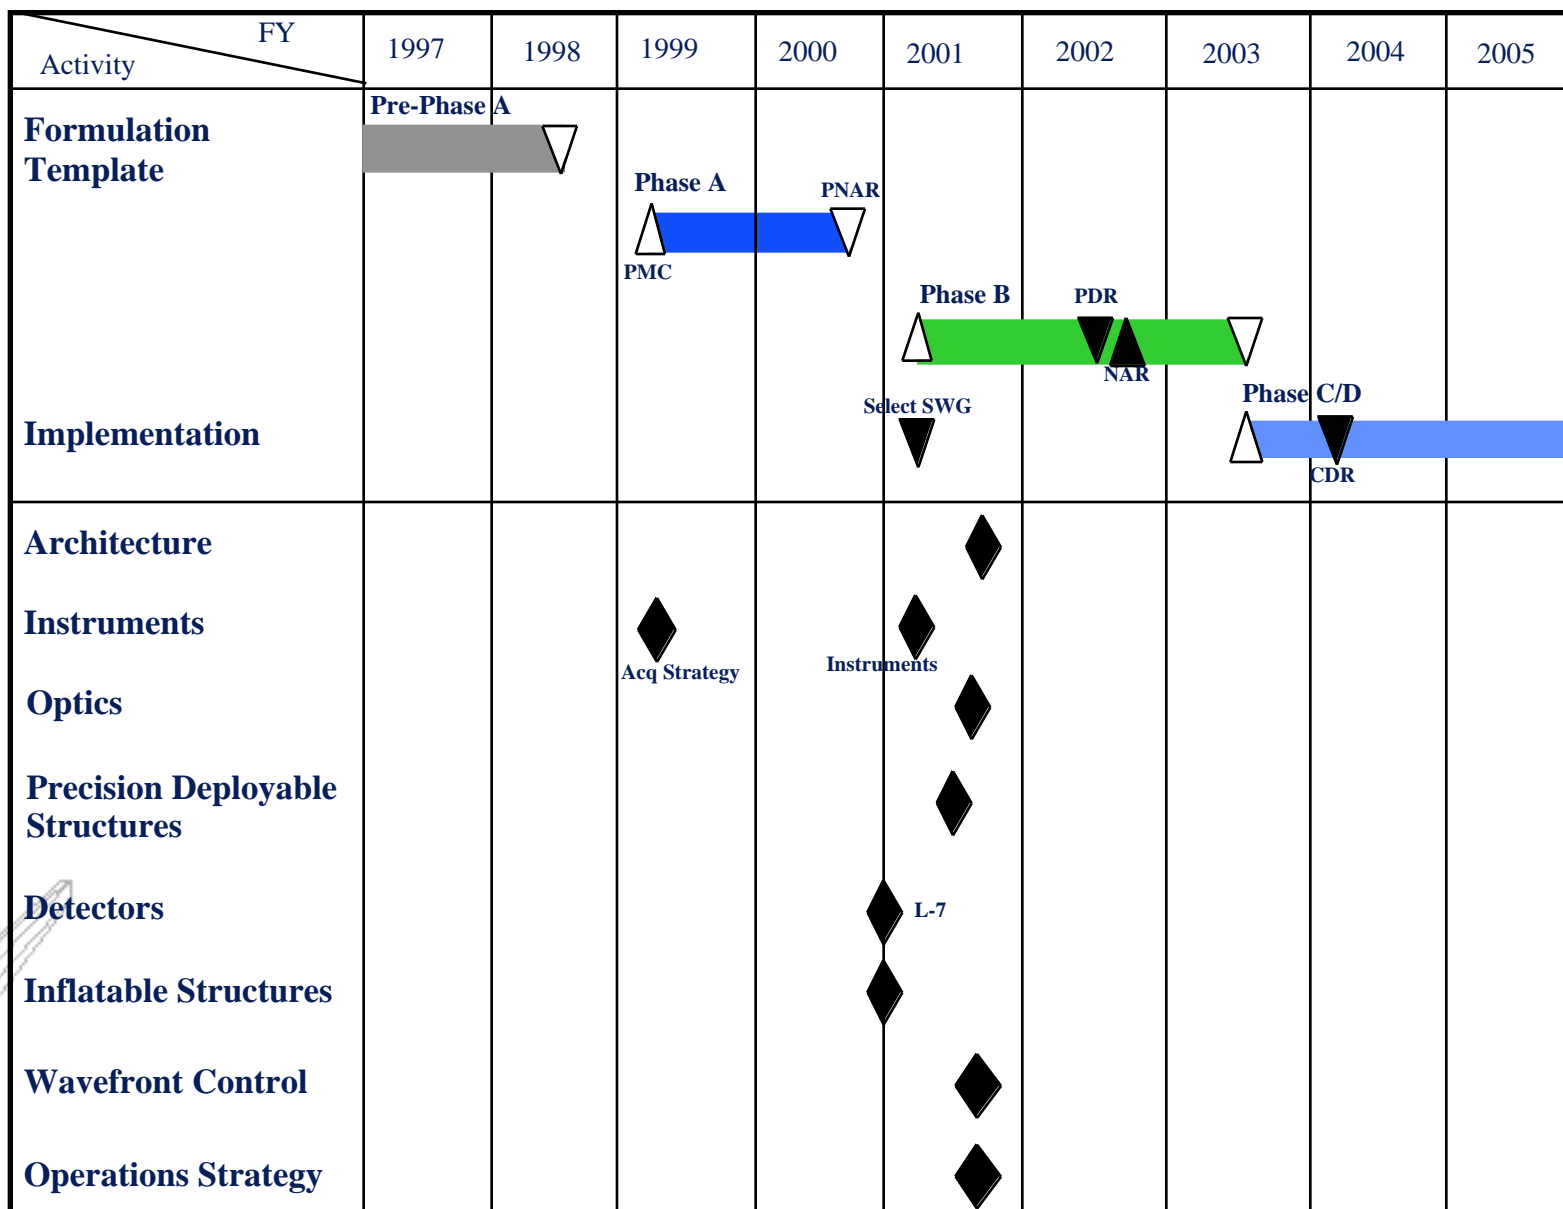 FY
Activity
1997 1998 1999 2000 2001 2002 2003 2004 2005
Pre-Phase A
Formulation
Template
Phase A
PNAR
PMC
Phase B
PDR
NAR
Phase C/D
Select SWG
Implementation
CDR
Architecture
Instruments
Acq Strategy
Instruments
Optics
Precision Deployable
Structures
Detectors
L-7
Inflatable Structures
Wavefront Control
Operations Strategy